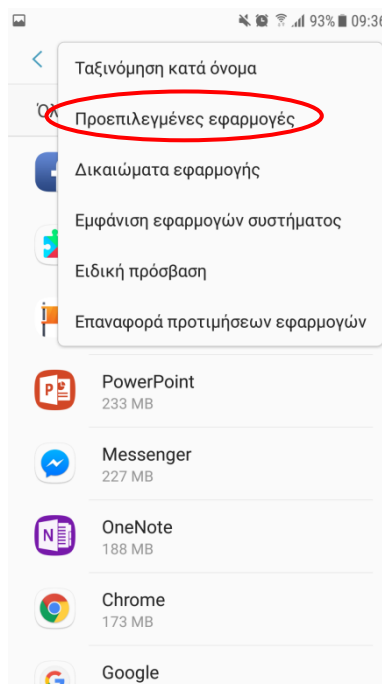 93% 09:36
Ταξινόμηση κατά όνομα
Προεπιλεγμένες εφαρμογές
Δικαιώματα εφαρμογής
Εμφάνιση εφαρμογών συστήματος
Ειδική πρόσβαση
Επαναφορά προτιμήσεων εφαρμογών
PowerPoint
233 MB
Messenger
227 MB
OneNote
188 MB
Chrome
173 MB
Google